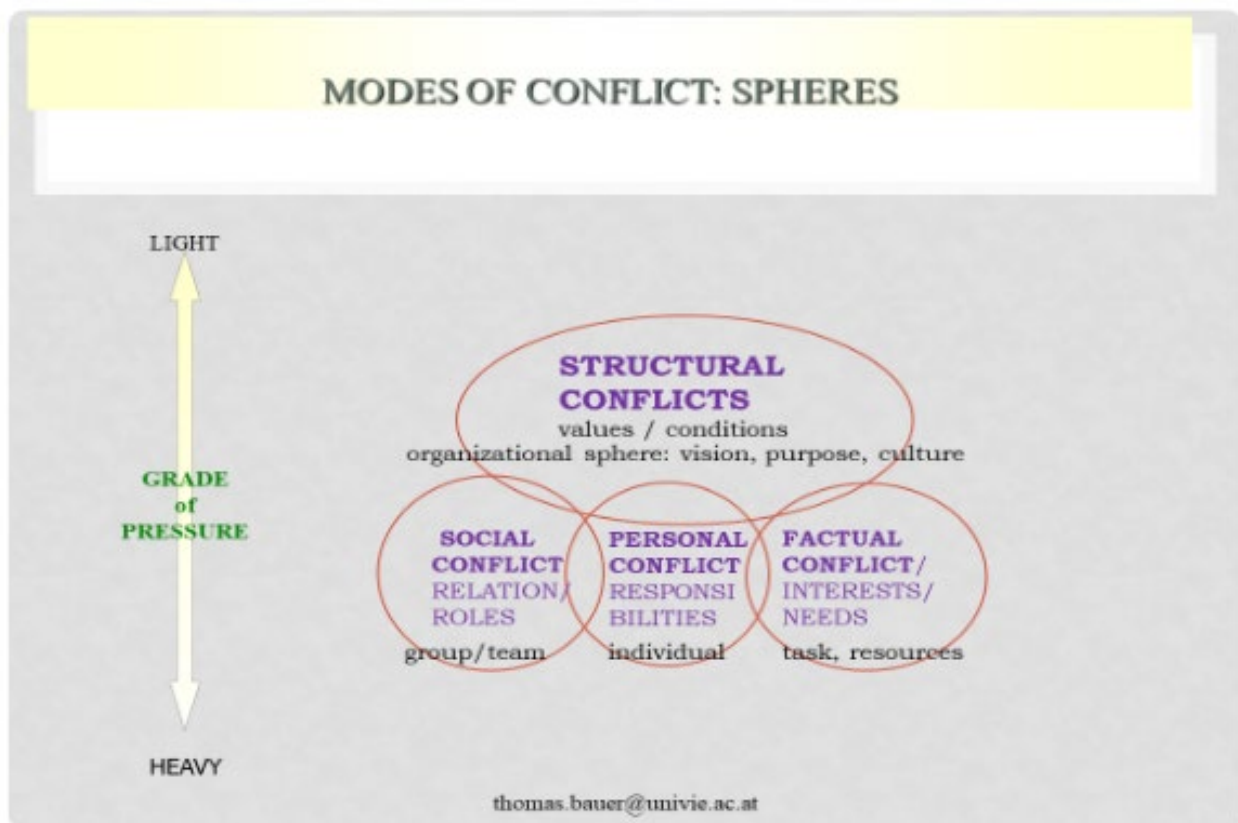 MODES OF CONFLICT: SPHERES
LIGHT
GRADE
of
PRESSURE
HEAVY
STRUCTURAL
CONFLICTS
values / conditions
organizational sphere: vision, purpose, culture
SOCIAL
CONFLICT
RELATION/
ROLES
group/team
PERSONAL
CONFLICT
RESPONSI
BILITIES
individual
FACTUAL
CONFLICT/
INTERESTS/
NEEDS
task, resources
thomas.bauer@univie.ac.at